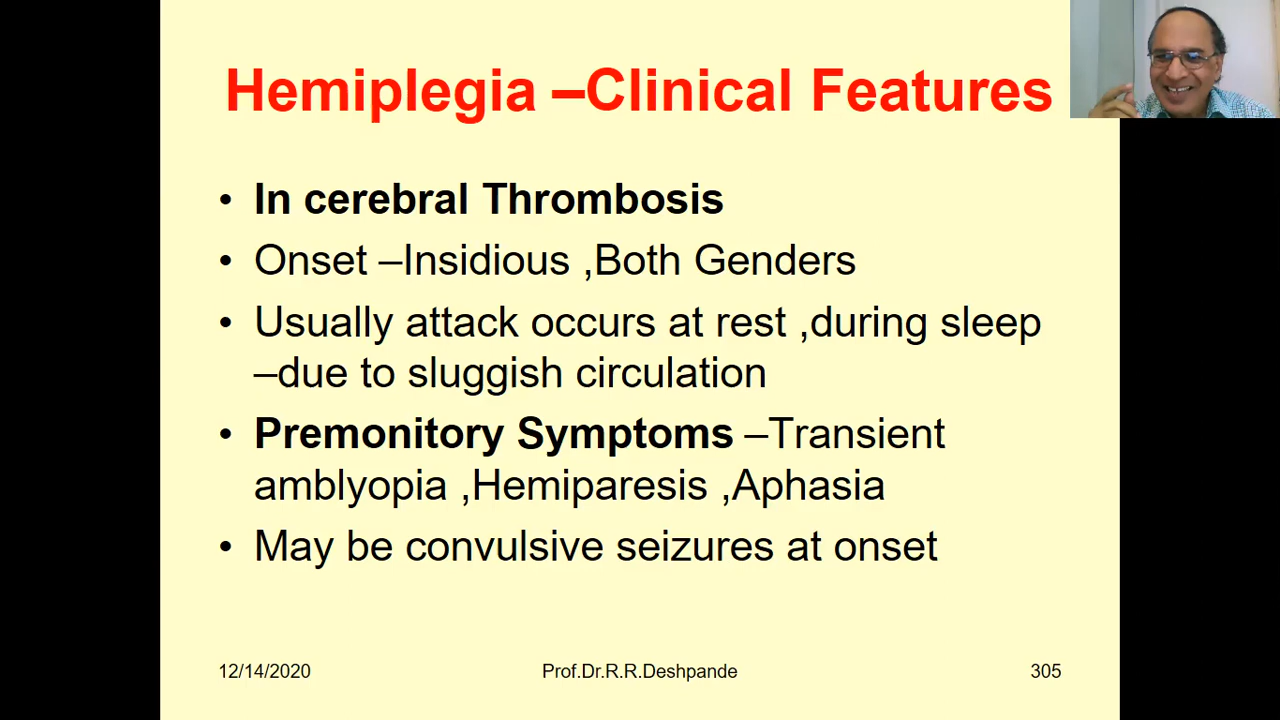 Hemiplegia –Clinical Features
• In cerebral Thrombosis
• Onset –Insidious ,Both Genders
• Usually attack occurs at rest ,during sleep
–due to sluggish circulation
• Premonitory Symptoms –Transient
amblyopia ,Hemiparesis ,Aphasia
• May be convulsive seizures at onset
12/14/2020 Prof.Dr.R.R.Deshpande 305